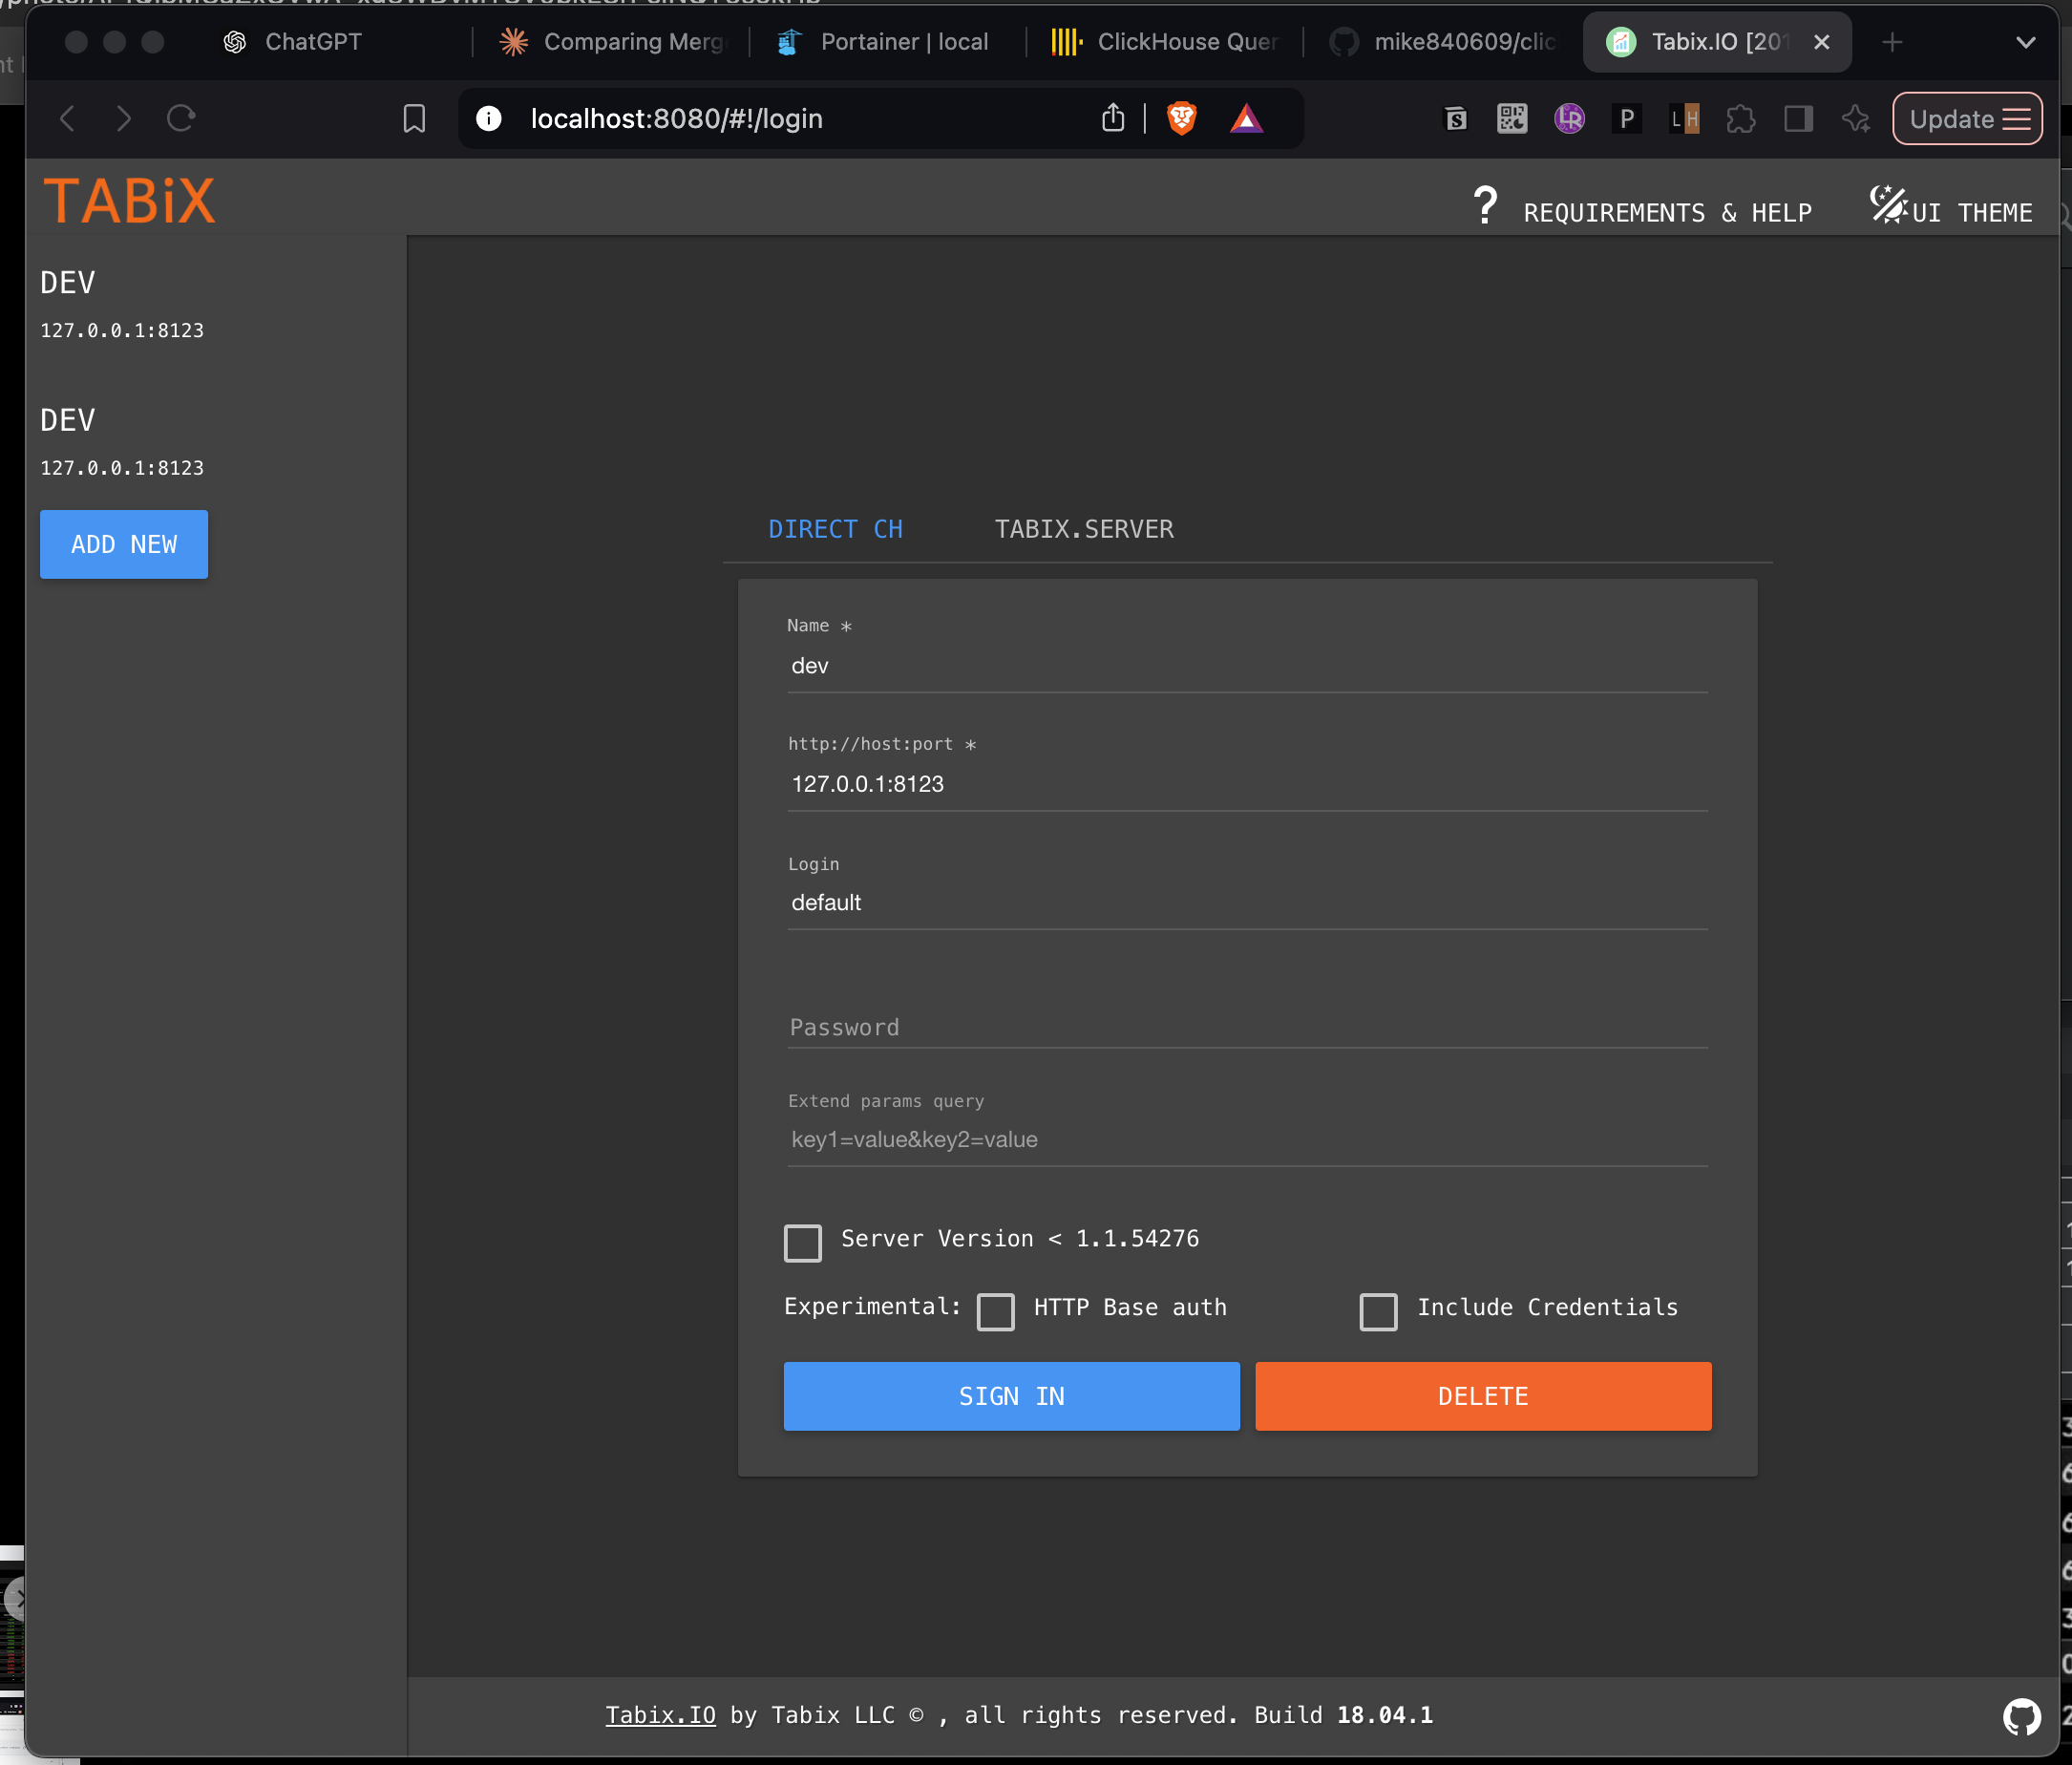 ChatGPT
Comparing Merg
Portainer | local
ClickHouse Quer
mike840609/clic
Tabix.IO [201
localhost:8080/#!/login
Update
TABiX
? REQUIREMENTS & HELP
UI THEME
DEV
127.0.0.1:8123
DEV
127.0.0.1:8123
ADD NEW
DIRECT CH
TABIX.SERVER
Name *
dev
http://host:port *
127.0.0.1:8123
Login
default
Password
Extend params query
key1=value&key2=value
Server Version < 1.1.54276
Experimental:
HTTP Base auth
Include Credentials
SIGN IN
DELETE
Tabix.IO by Tabix LLC © , all rights reserved. Build 18.04.1